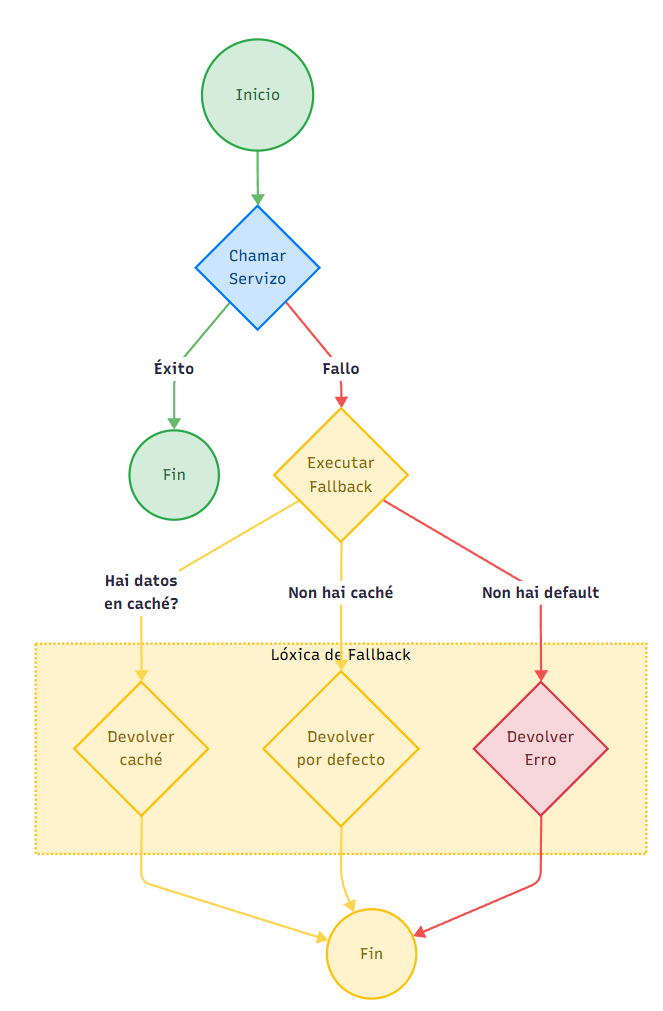 Inicio
Chamar
Servizo
Éxito
Fallo
Fin
Executar
Fallback
Hai datos
en caché?
Non hai caché
Non hai default
Lóxica de Fallback
Devolver
caché
Devolver
por defecto
Devolver
Erro
Fin